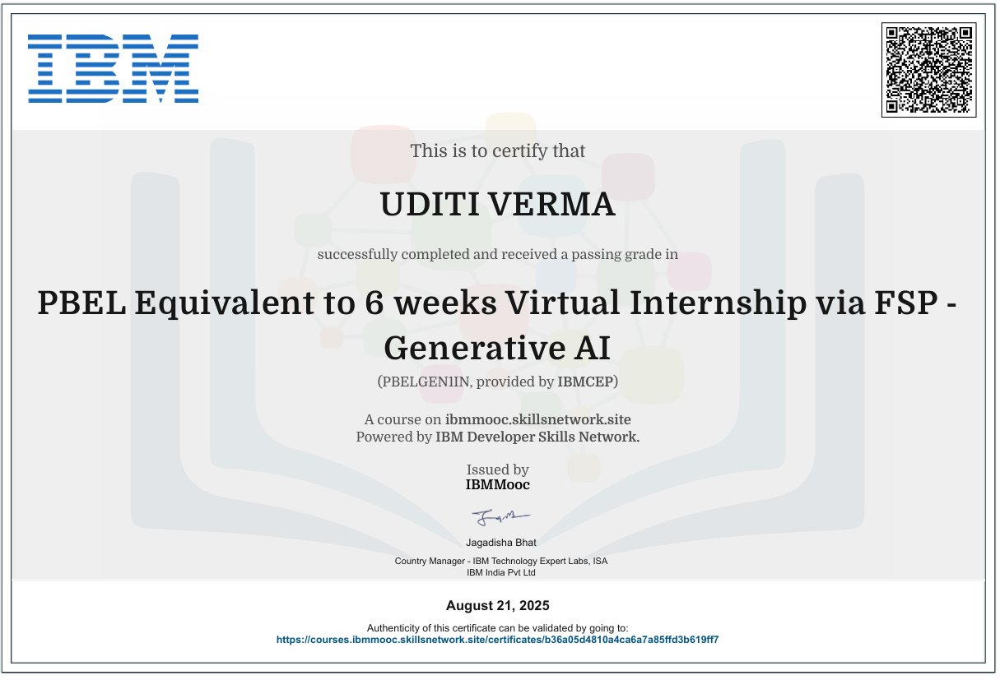 IBM
This is to certify that
UDITI VERMA
successfully completed and received a passing grade in
PBEL Equivalent to 6 weeks Virtual Internship via FSP -
Generative AI
(PBELGEN1IN, provided by IBMCEP)
A course on ibmmooc.skillsnetwork.site
Powered by IBM Developer Skills Network.
Issued by
IBMMooc
Jagadisha Bhat
Country Manager - IBM Technology Expert Labs, ISA
IBM India Pvt Ltd
August 21, 2025
Authenticity of this certificate can be validated by going to:
https://courses.ibmmooc.skillsnetwork.site/certificates/b36a05d4810a4ca6a7a85ffd3b619ff7